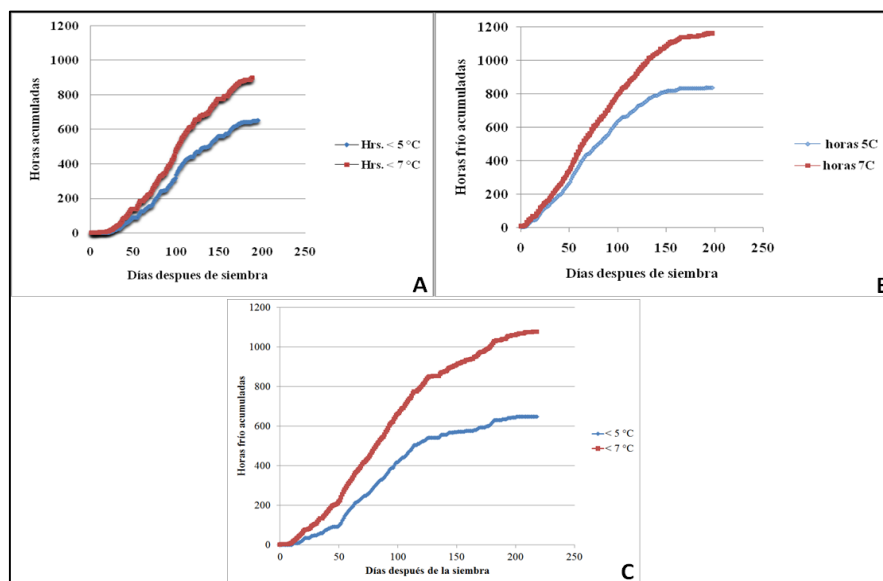 1200
1000
800
600
400
200
0
0 50 100 150 200 250
Horas acumuladas
Días despues de siembra
Hrs. < 5 °C
Hrs. < 7 °C
A
1200
1000
800
600
400
200
0
0 50 100 150 200 250
Horas frío acumuladas
Días despues de siembra
horas 5C
horas 7C
B
1200
1000
800
600
400
200
0
0 50 100 150 200 250
Horas frío acumuladas
Días después de la siembra
< 5 °C
< 7 °C
C